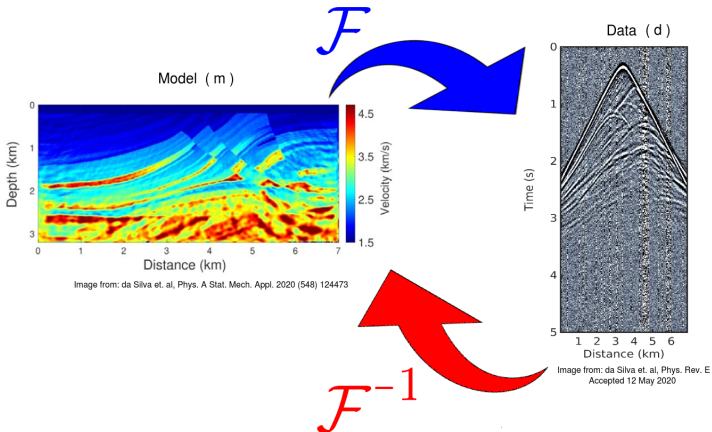 ℱ
Model ( m )
0
1
2
3
Depth (km)
0 1 2 3 4 5 6 7
Distance (km)
4.5
3.5
2.5
1.5
Velocity (km/s)
Image from: da Silva et. al, Phys. A Stat. Mech. Appl. 2020 (548) 124473
Data ( d )
0
1
2
3
4
5
Time (s)
1 2 3 4 5 6
Distance (km)
Image from: da Silva et. al, Phys. Rev. E
Accepted 12 May 2020
ℱ⁻¹